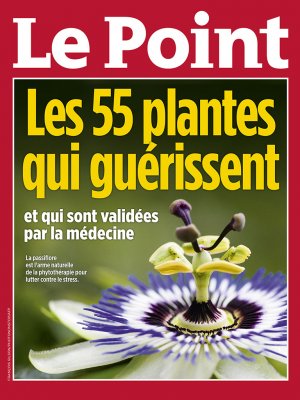 Le Point
Les 55 plantes
qui guérissent
et qui sont validées
par la médecine
La passiflore
est l'arme naturelle
de la phytothérapie pour
lutter contre le stress.